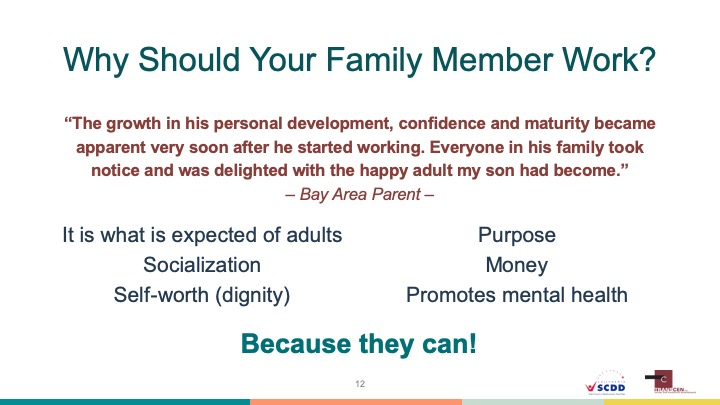 Why Should Your Family Member Work?
“The growth in his personal development, confidence and maturity became
apparent very soon after he started working. Everyone in his family took
notice and was delighted with the happy adult my son had become.”
– Bay Area Parent –
It is what is expected of adults
Socialization
Self-worth (dignity)
Purpose
Money
Promotes mental health
Because they can!
12
SCDD